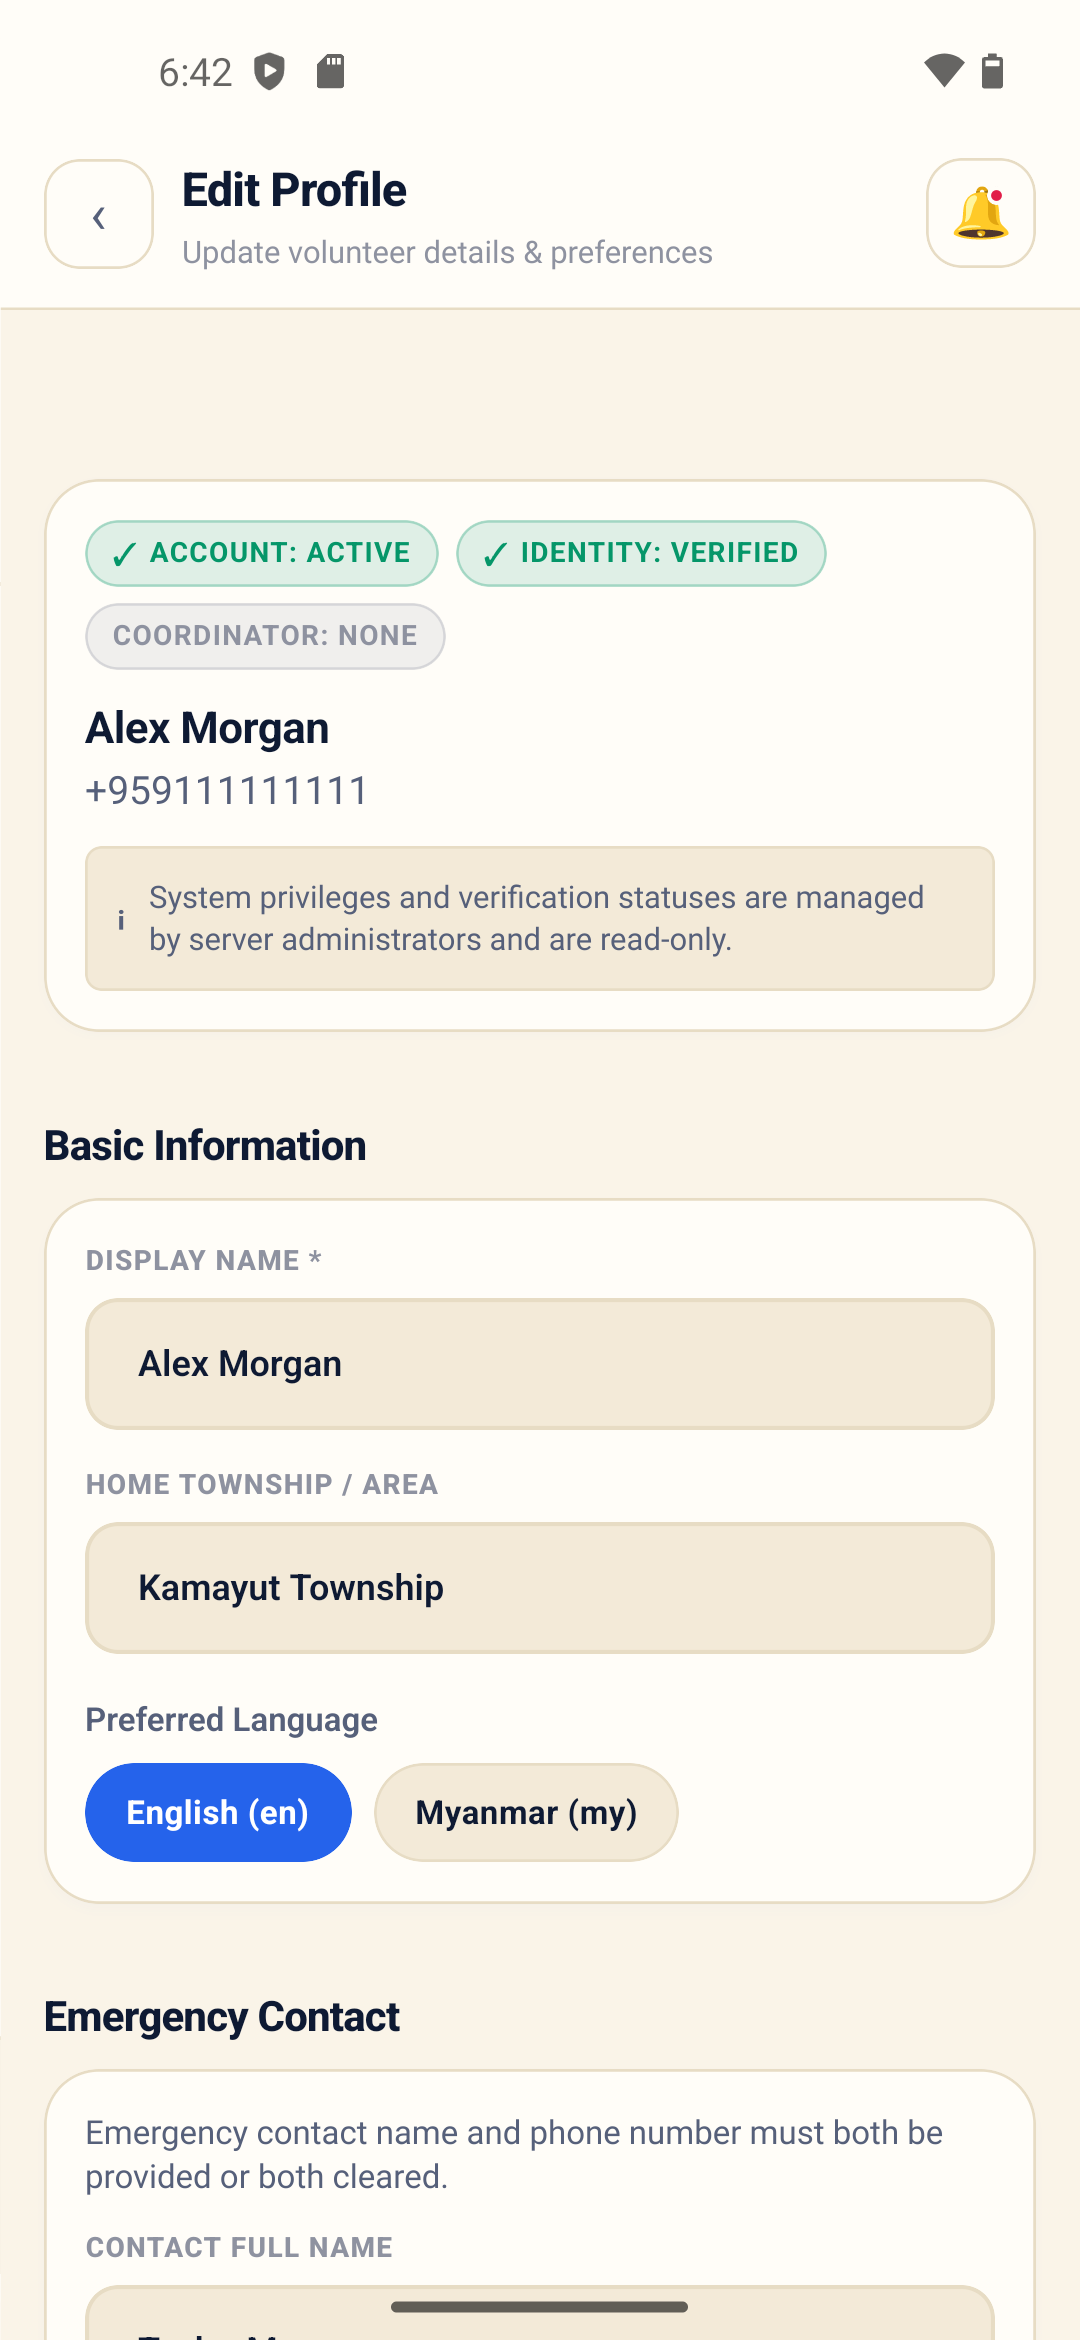 6:42
Edit Profile
Update volunteer details & preferences
✓ ACCOUNT: ACTIVE
✓ IDENTITY: VERIFIED
COORDINATOR: NONE
Alex Morgan
+959111111111
i
System privileges and verification statuses are managed
by server administrators and are read-only.
Basic Information
DISPLAY NAME *
Alex Morgan
HOME TOWNSHIP / AREA
Kamayut Township
Preferred Language
English (en)
Myanmar (my)
Emergency Contact
Emergency contact name and phone number must both be
provided or both cleared.
CONTACT FULL NAME